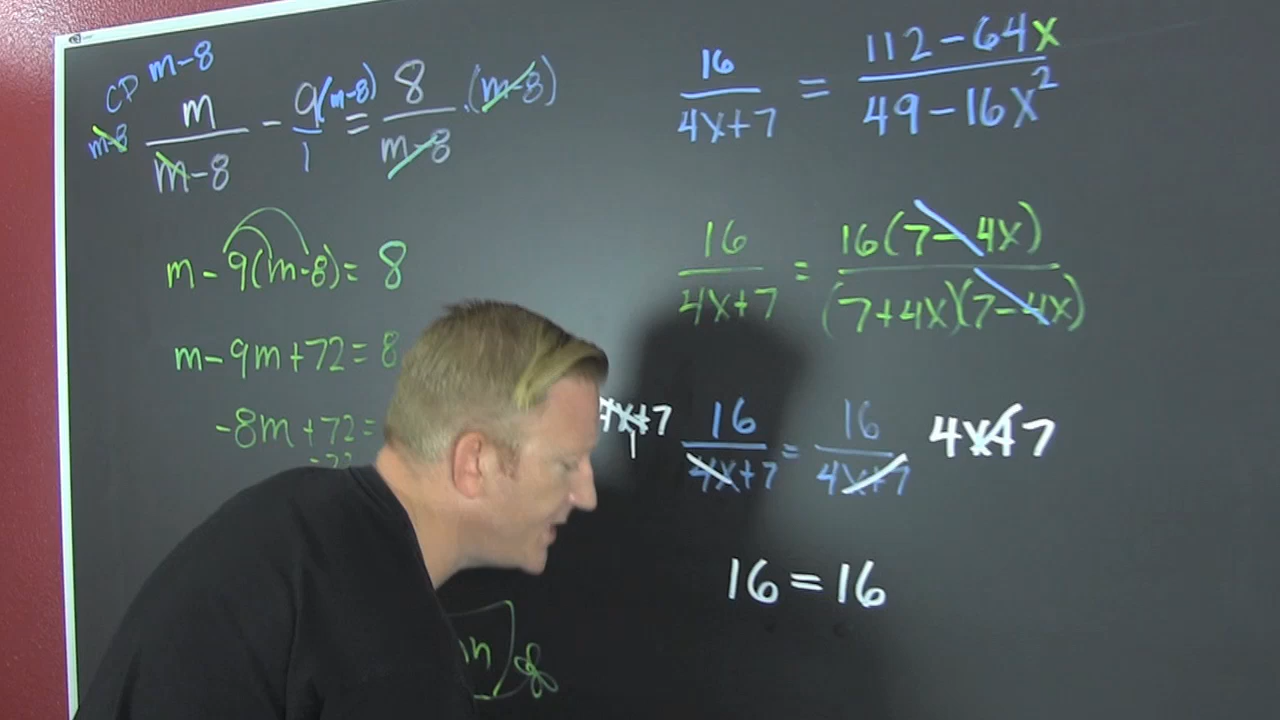 CD m-8
m-8 m/m-8 - 9(m-8)/1 = 8/m-8 · (m-8)
m - 9(m-8) = 8
m - 9m + 72 = 8
-8m + 72 =
16/4x+7 = 112 - 64x/49 - 16x²
16/4x+7 = 16(7-4x)/(7+4x)(7-4x)
4x+7/1 16/4x+7 = 16/4x+7 4x+7
16 = 16